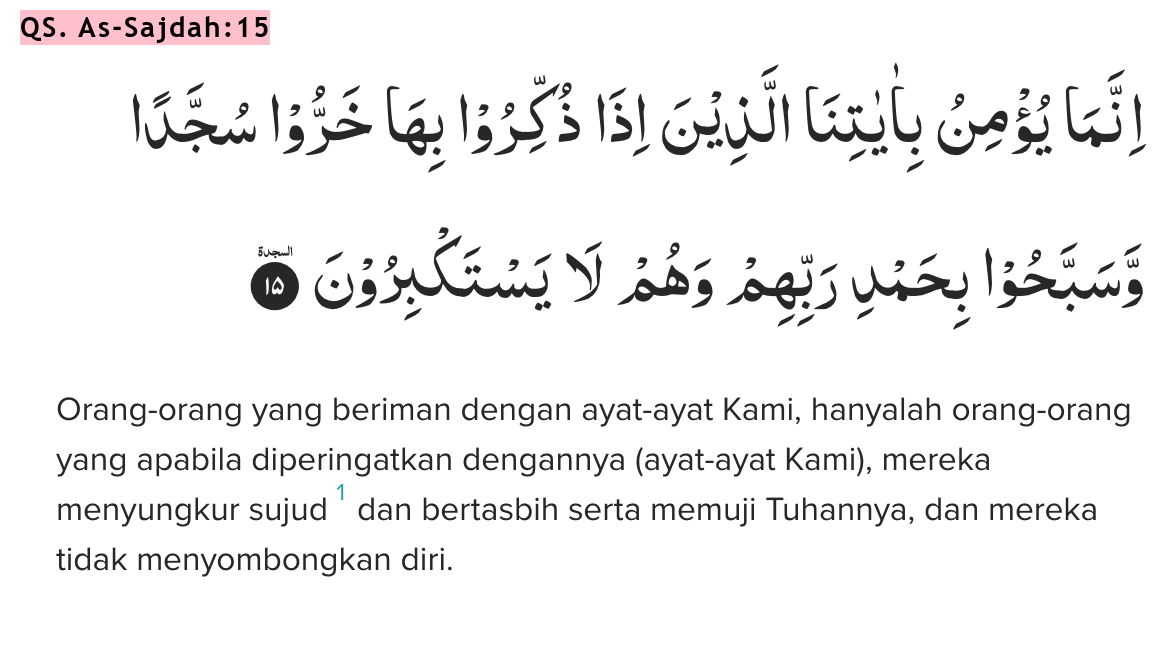 QS. As-Sajdah:15
اِنَّمَا يُؤْمِنُ بِاٰيٰتِنَا الَّذِيْنَ اِذَا ذُكِّرُوْا بِهَا خَرُّوْا سُجَّدًا
وَّسَبَّحُوْا بِحَمْدِ رَبِّهِمْ وَهُمْ لَا يَسْتَكْبِرُوْنَ السجدة ۱۵
Orang-orang yang beriman dengan ayat-ayat Kami, hanyalah orang-orang
yang apabila diperingatkan dengannya (ayat-ayat Kami), mereka
menyungkur sujud 1 dan bertasbih serta memuji Tuhannya, dan mereka
tidak menyombongkan diri.